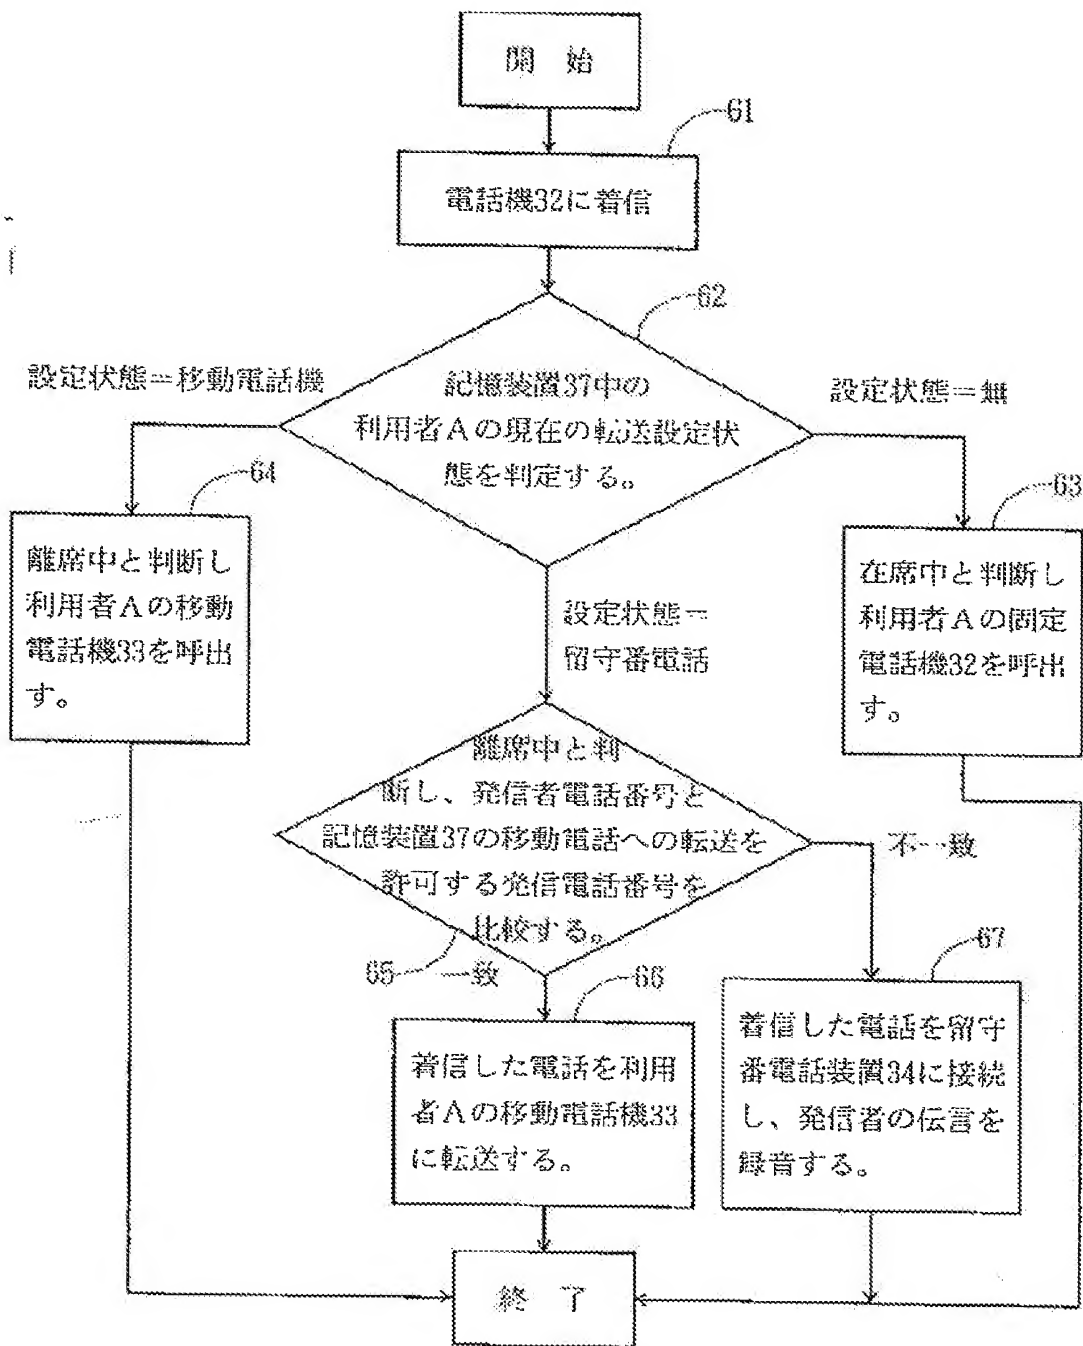 開 始
61
電話機32に着信
62
設定状態＝移動電話機
記憶装置37中の
利用者Aの現在の転送設定状
態を判定する。
設定状態＝無
64
離席中と判断し
利用者Aの移動
電話機33を呼出
す。
63
在席中と判断し
利用者Aの固定
電話機32を呼出
す。
設定状態＝
留守番電話
離席中と判
断し、発信者電話番号と
記憶装置37の移動電話への転送を
許可する発信電話番号を
比較する。
不一致
65
一致
66
着信した電話を利用
者Aの移動電話機33
に転送する。
67
着信した電話を留守
番電話装置34に接続
し、発信者の伝言を
録音する。
終 了